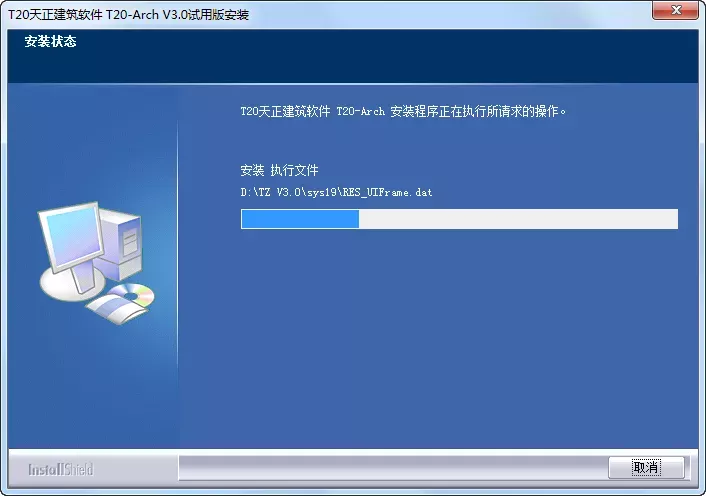 T20天正建筑软件 T20-Arch V3.0试用版安装
安装状态
T20天正建筑软件 T20-Arch 安装程序正在执行所请求的操作。
安装 执行文件
D:\TZ V3.0\sys19\RES_UIFrame.dat
InstallShield
取消